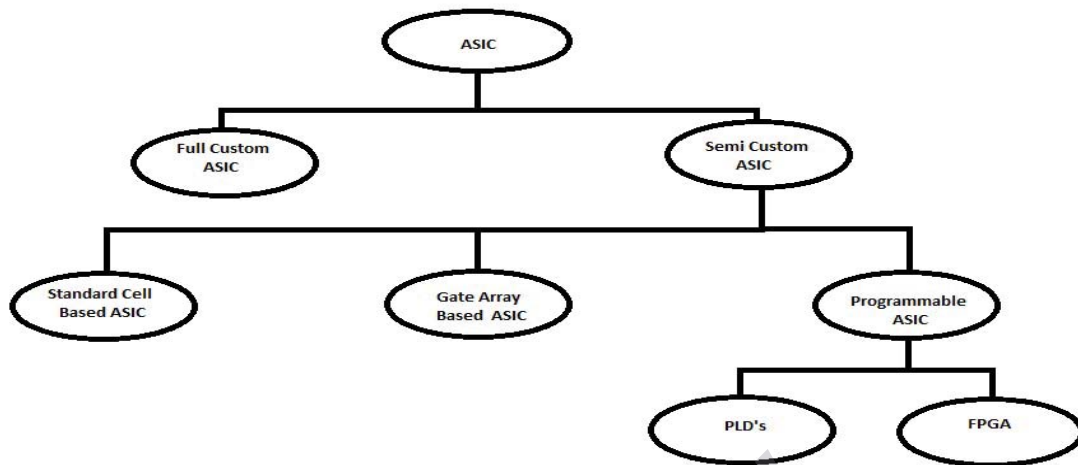 ASIC
Full Custom
ASIC
Semi Custom
ASIC
Standard Cell
Based ASIC
Gate Array
Based ASIC
Programmable
ASIC
PLD's
FPGA